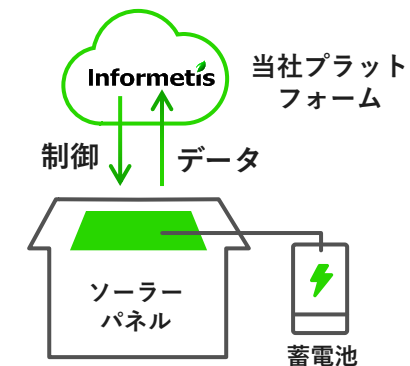 Informetis
当社プラット
フォーム
制御
データ
ソーラー
パネル
蓄電池